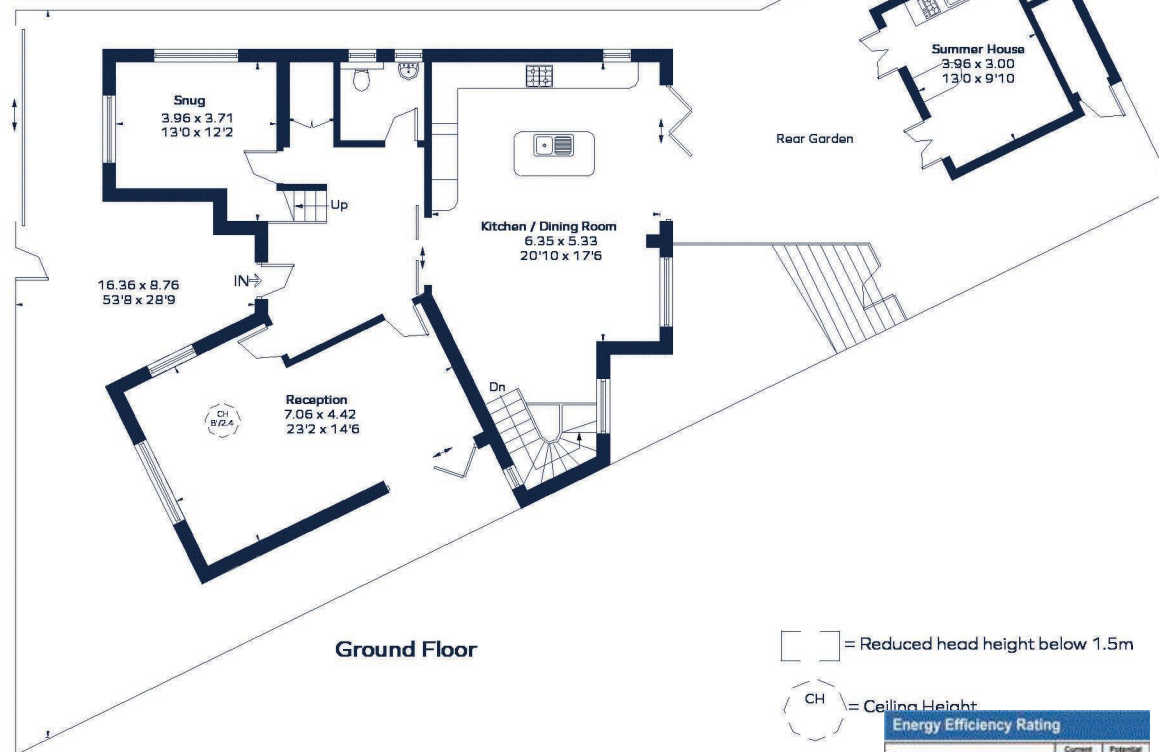 Summer House
3.96 x 3.00
13'0 x 9'10
Snug
3.96 x 3.71
13'0 x 12'2
Rear Garden
Up
Kitchen / Dining Room
6.35 x 5.33
20'10 x 17'6
IN
16.36 x 8.76
53'8 x 28'9
Dn
Reception
7.06 x 4.42
23'2 x 14'6
CH
8'/2.4
Ground Floor
= Reduced head height below 1.5m
CH
= Ceiling Height
Energy Efficiency Rating
Current Potential